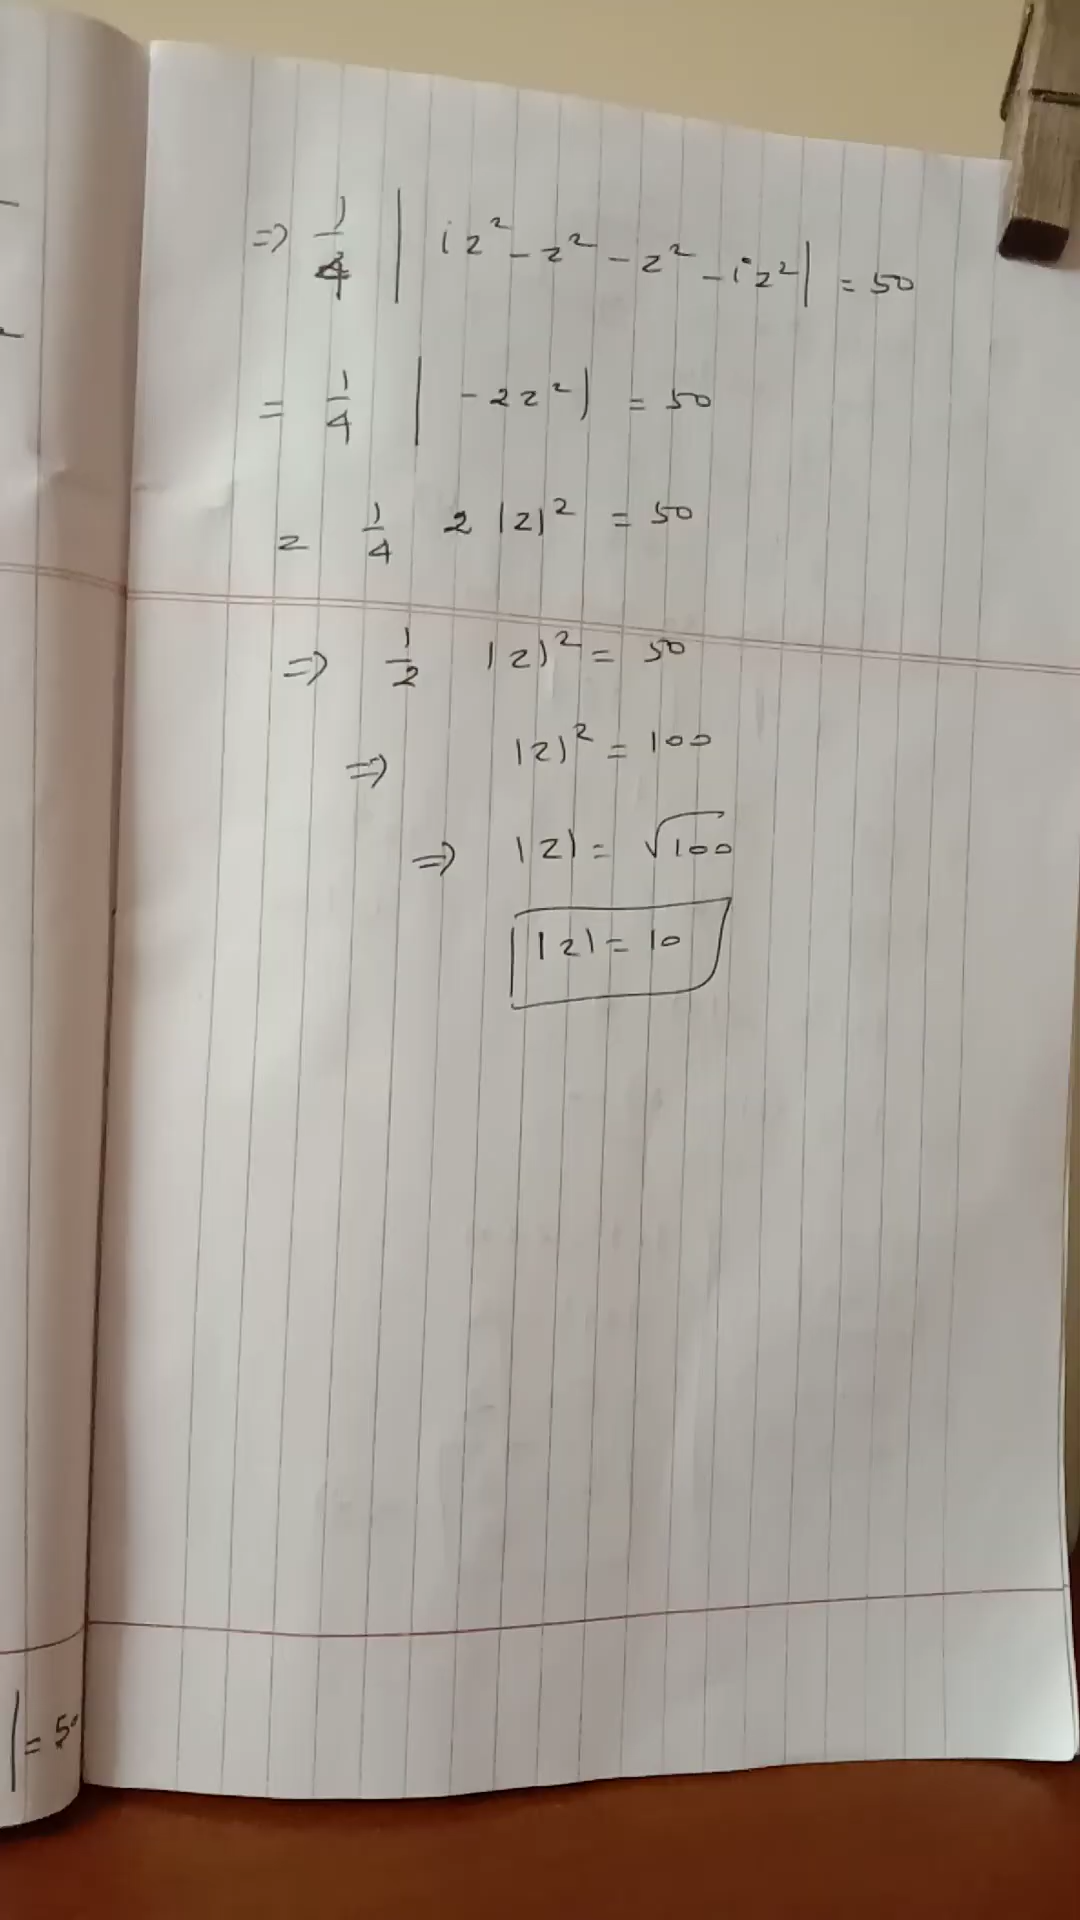 => 1/4 | iz² - z² - z² - iz² | = 50
= 1/4 | -2z² | = 50
= 1/4 2 |z|² = 50
=> 1/2 |z|² = 50
=> |z|² = 100
=> |z| = √100
|z| = 10
| = 50